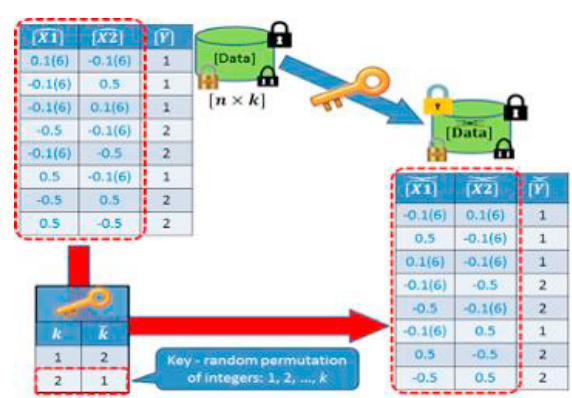 [X1] [X2] [Y]
0.1(6) -0.1(6) 1
-0.1(6) 0.5 1
-0.1(6) 0.1(6) 1
-0.5 -0.1(6) 2
-0.1(6) -0.5 2
0.5 -0.1(6) 1
-0.5 0.5 2
0.5 -0.5 2
[Data]
[n × k]
[Data]
[X1] [X2] [Y]
-0.1(6) 0.1(6) 1
0.5 -0.1(6) 1
0.1(6) -0.1(6) 1
-0.1(6) -0.5 2
-0.5 -0.1(6) 2
-0.1(6) 0.5 1
0.5 -0.5 2
-0.5 0.5 2
k k̄
1 2
2 1
Key - random permutation
of integers: 1, 2, ..., k